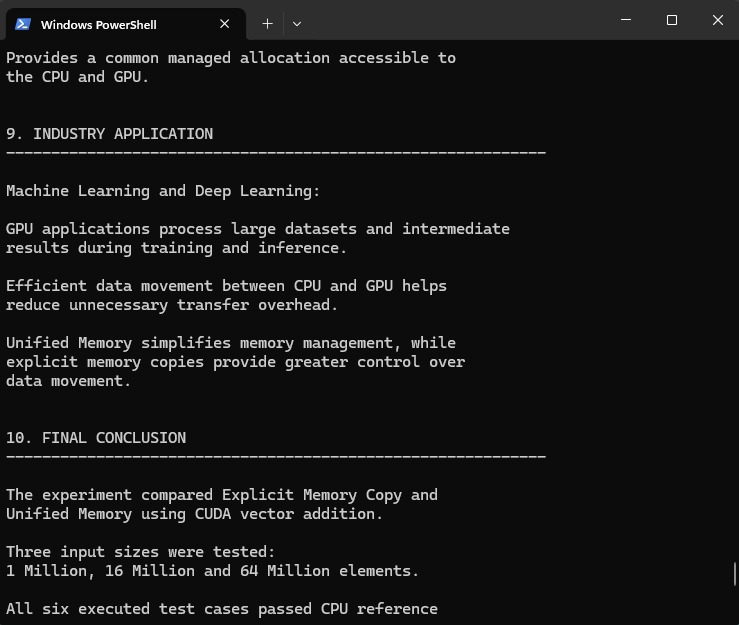 Windows PowerShell
Provides a common managed allocation accessible to
the CPU and GPU.
9. INDUSTRY APPLICATION
------------------------------------------------------------
Machine Learning and Deep Learning:
GPU applications process large datasets and intermediate
results during training and inference.
Efficient data movement between CPU and GPU helps
reduce unnecessary transfer overhead.
Unified Memory simplifies memory management, while
explicit memory copies provide greater control over
data movement.
10. FINAL CONCLUSION
------------------------------------------------------------
The experiment compared Explicit Memory Copy and
Unified Memory using CUDA vector addition.
Three input sizes were tested:
1 Million, 16 Million and 64 Million elements.
All six executed test cases passed CPU reference